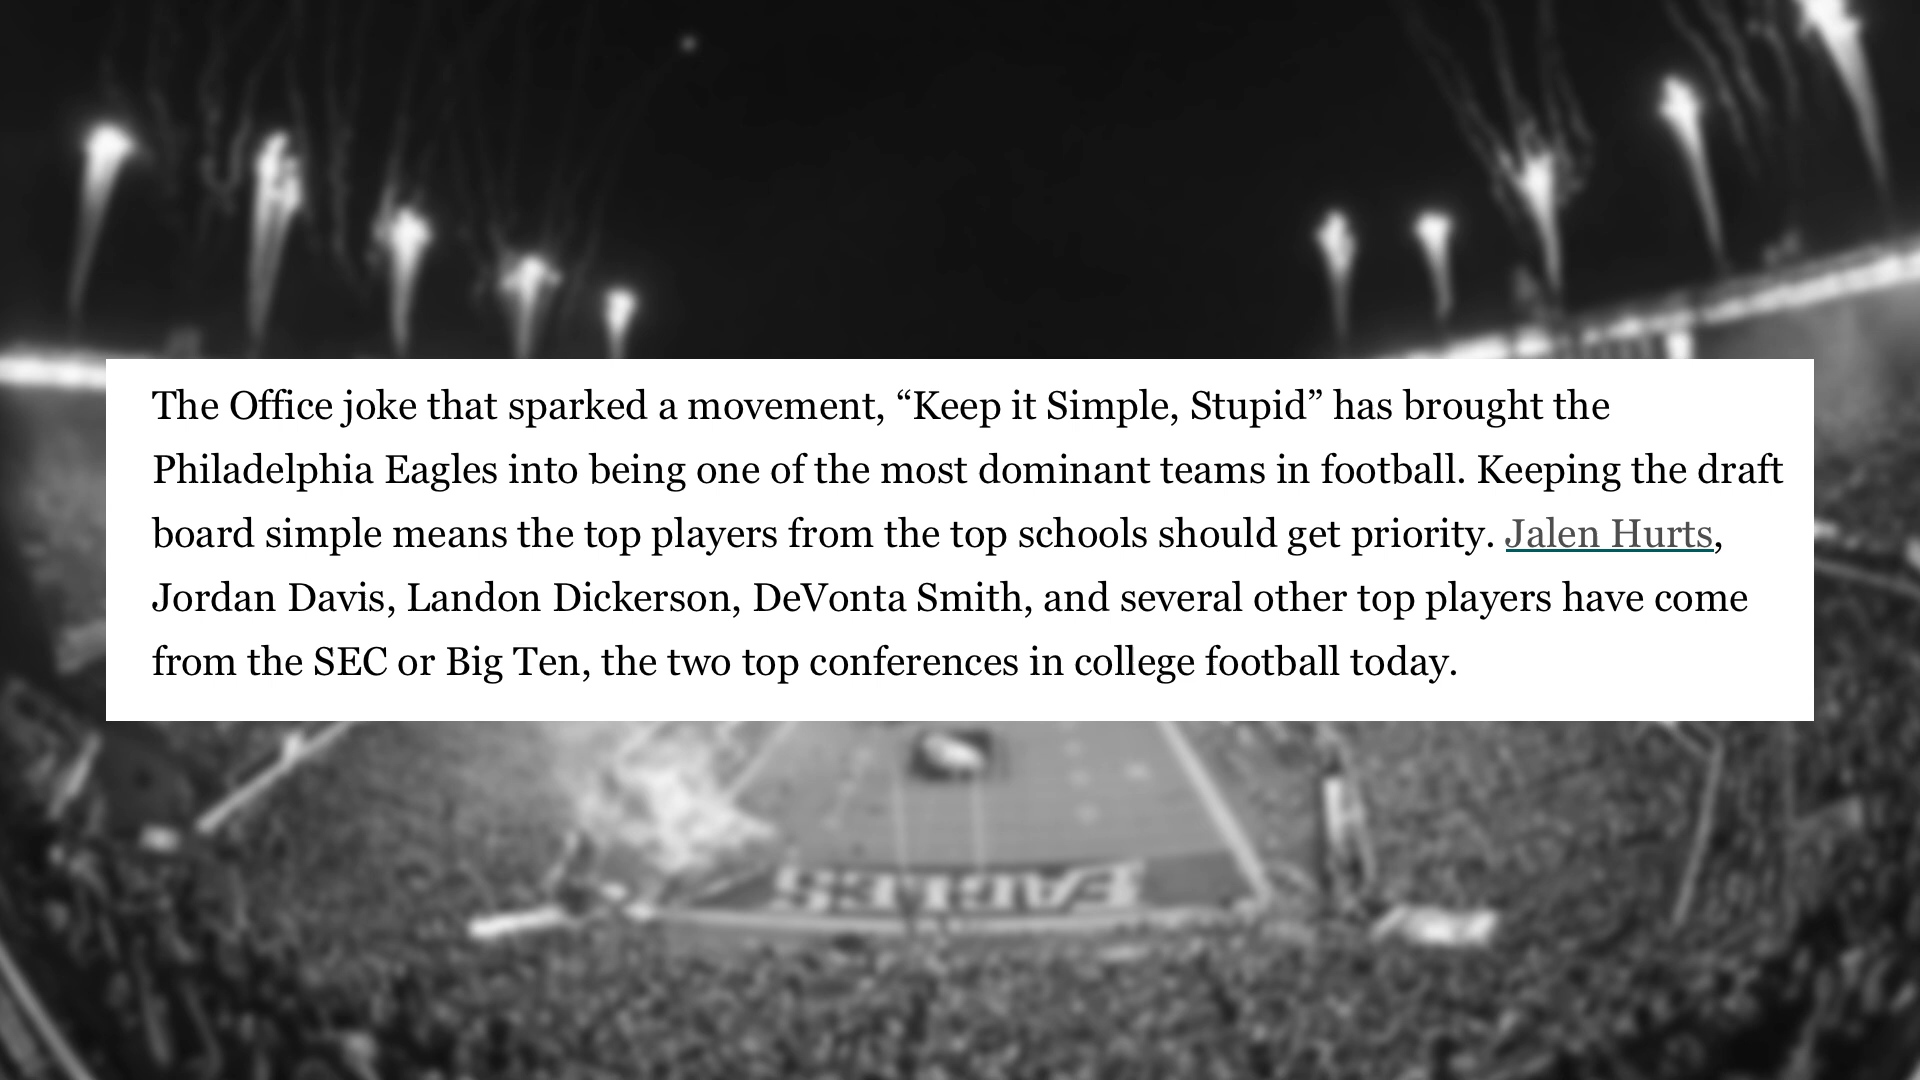 The Office joke that sparked a movement, “Keep it Simple, Stupid” has brought the
Philadelphia Eagles into being one of the most dominant teams in football. Keeping the draft
board simple means the top players from the top schools should get priority. Jalen Hurts,
Jordan Davis, Landon Dickerson, DeVonta Smith, and several other top players have come
from the SEC or Big Ten, the two top conferences in college football today.
EAGLES